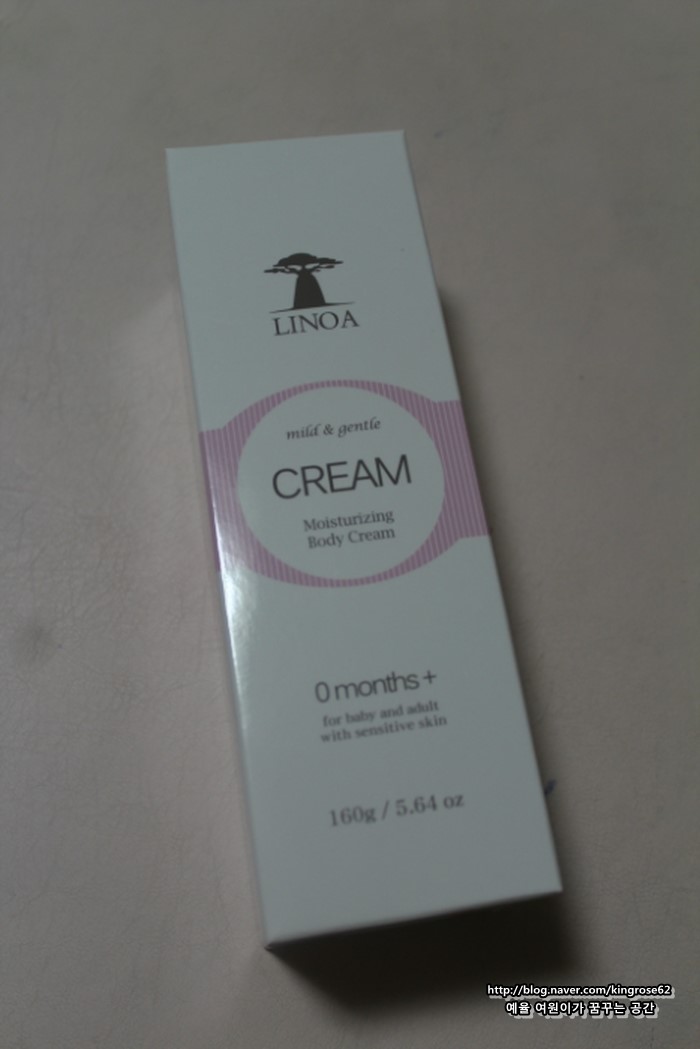 LINOA
mild & gentle
CREAM
Moisturizing
Body Cream
0 months +
for baby and adult
with sensitive skin
160g / 5.64 oz
http://blog.naver.com/kingrose62
예율 여원이가 꿈꾸는 공간